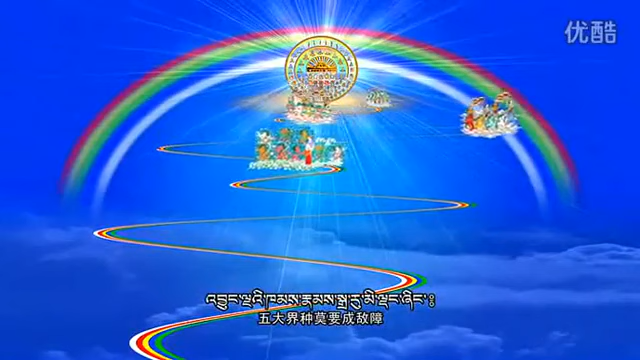 优酷
འབྱུང་ལྔའི་ཁམས་རྣམས་སྒྲ་རུ་མི་ལྡང་ཞིང་༔
五大界种莫要成敌障